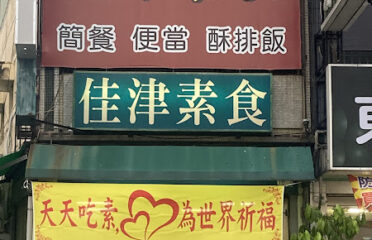 簡餐 便當 酥排飯
佳津素食
天天吃素, 為世界祈福